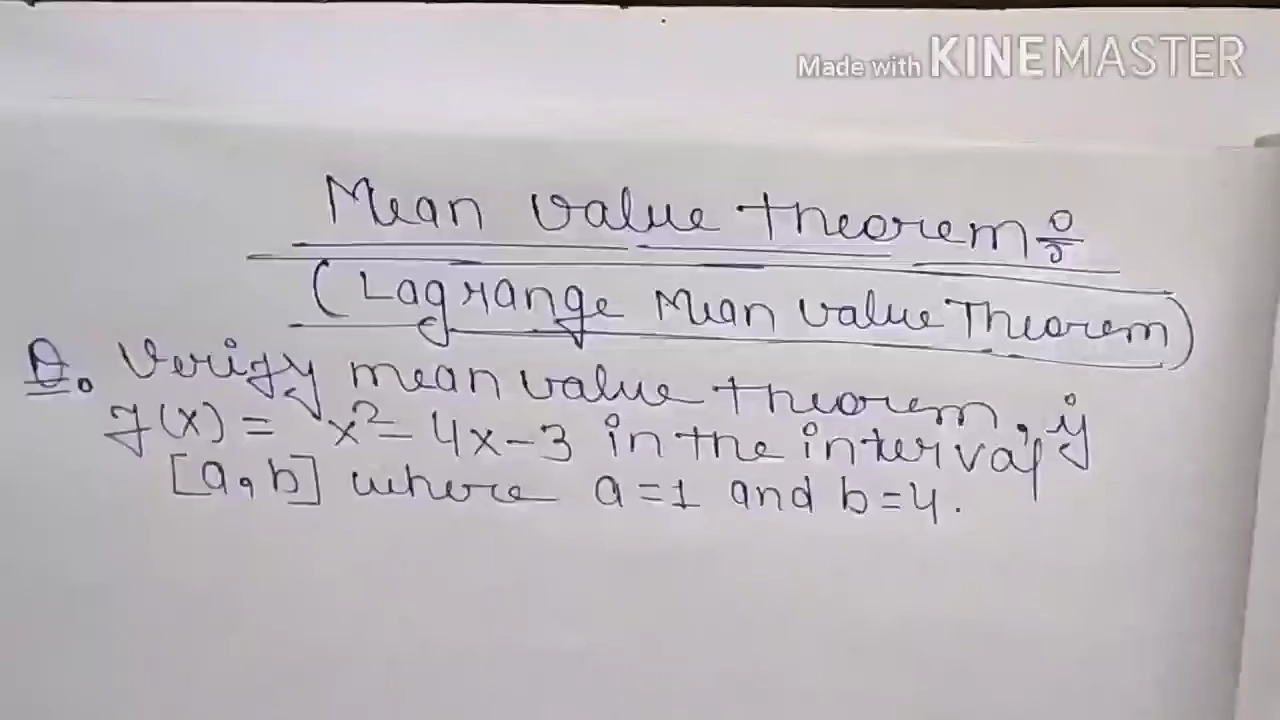 Made with KINEMASTER
Mean value theorem :-
(Lagrange Mean value Theorem)
Q. Verify mean value theorem, if
f(x) = x² - 4x - 3 in the interval
[a, b] where a = 1 and b = 4.